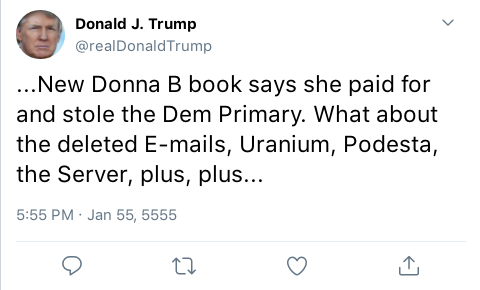 Donald J. Trump
@realDonaldTrump
...New Donna B book says she paid for
and stole the Dem Primary. What about
the deleted E-mails, Uranium, Podesta,
the Server, plus, plus...
5:55 PM · Jan 55, 5555